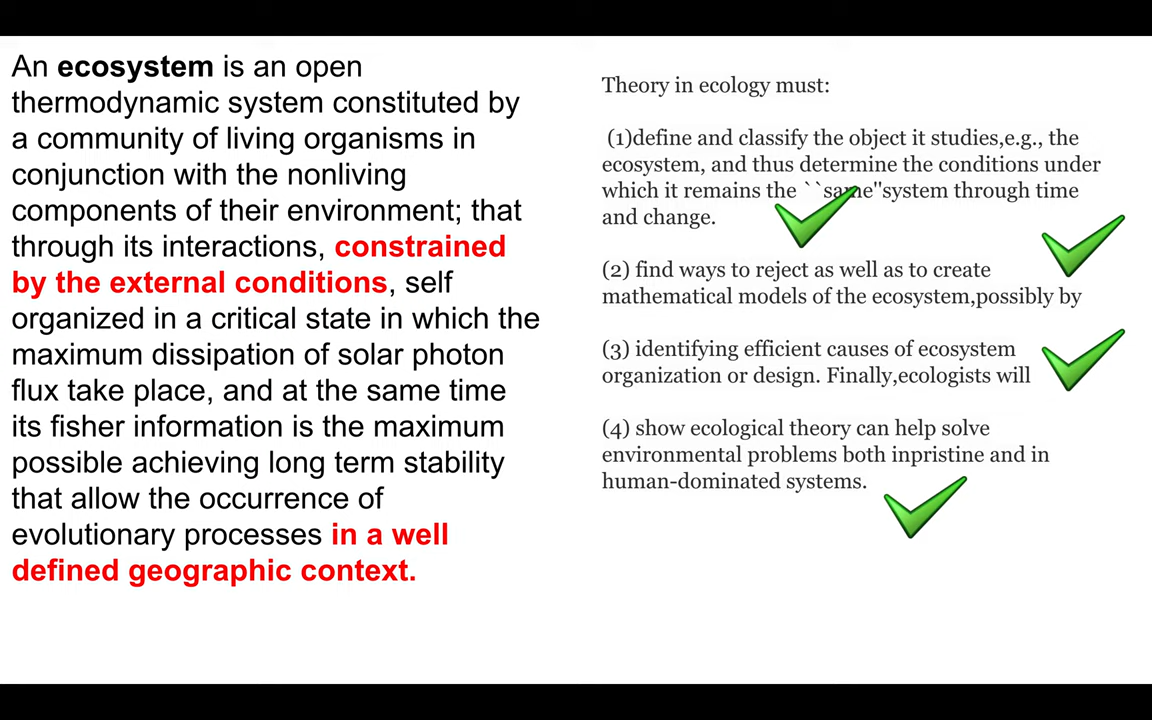 An ecosystem is an open
thermodynamic system constituted by
a community of living organisms in
conjunction with the nonliving
components of their environment; that
through its interactions, constrained
by the external conditions, self
organized in a critical state in which the
maximum dissipation of solar photon
flux take place, and at the same time
its fisher information is the maximum
possible achieving long term stability
that allow the occurrence of
evolutionary processes in a well
defined geographic context.
Theory in ecology must:
(1)define and classify the object it studies,e.g., the
ecosystem, and thus determine the conditions under
which it remains the ``same"system through time
and change.
(2) find ways to reject as well as to create
mathematical models of the ecosystem,possibly by
(3) identifying efficient causes of ecosystem
organization or design. Finally,ecologists will
(4) show ecological theory can help solve
environmental problems both inpristine and in
human-dominated systems.